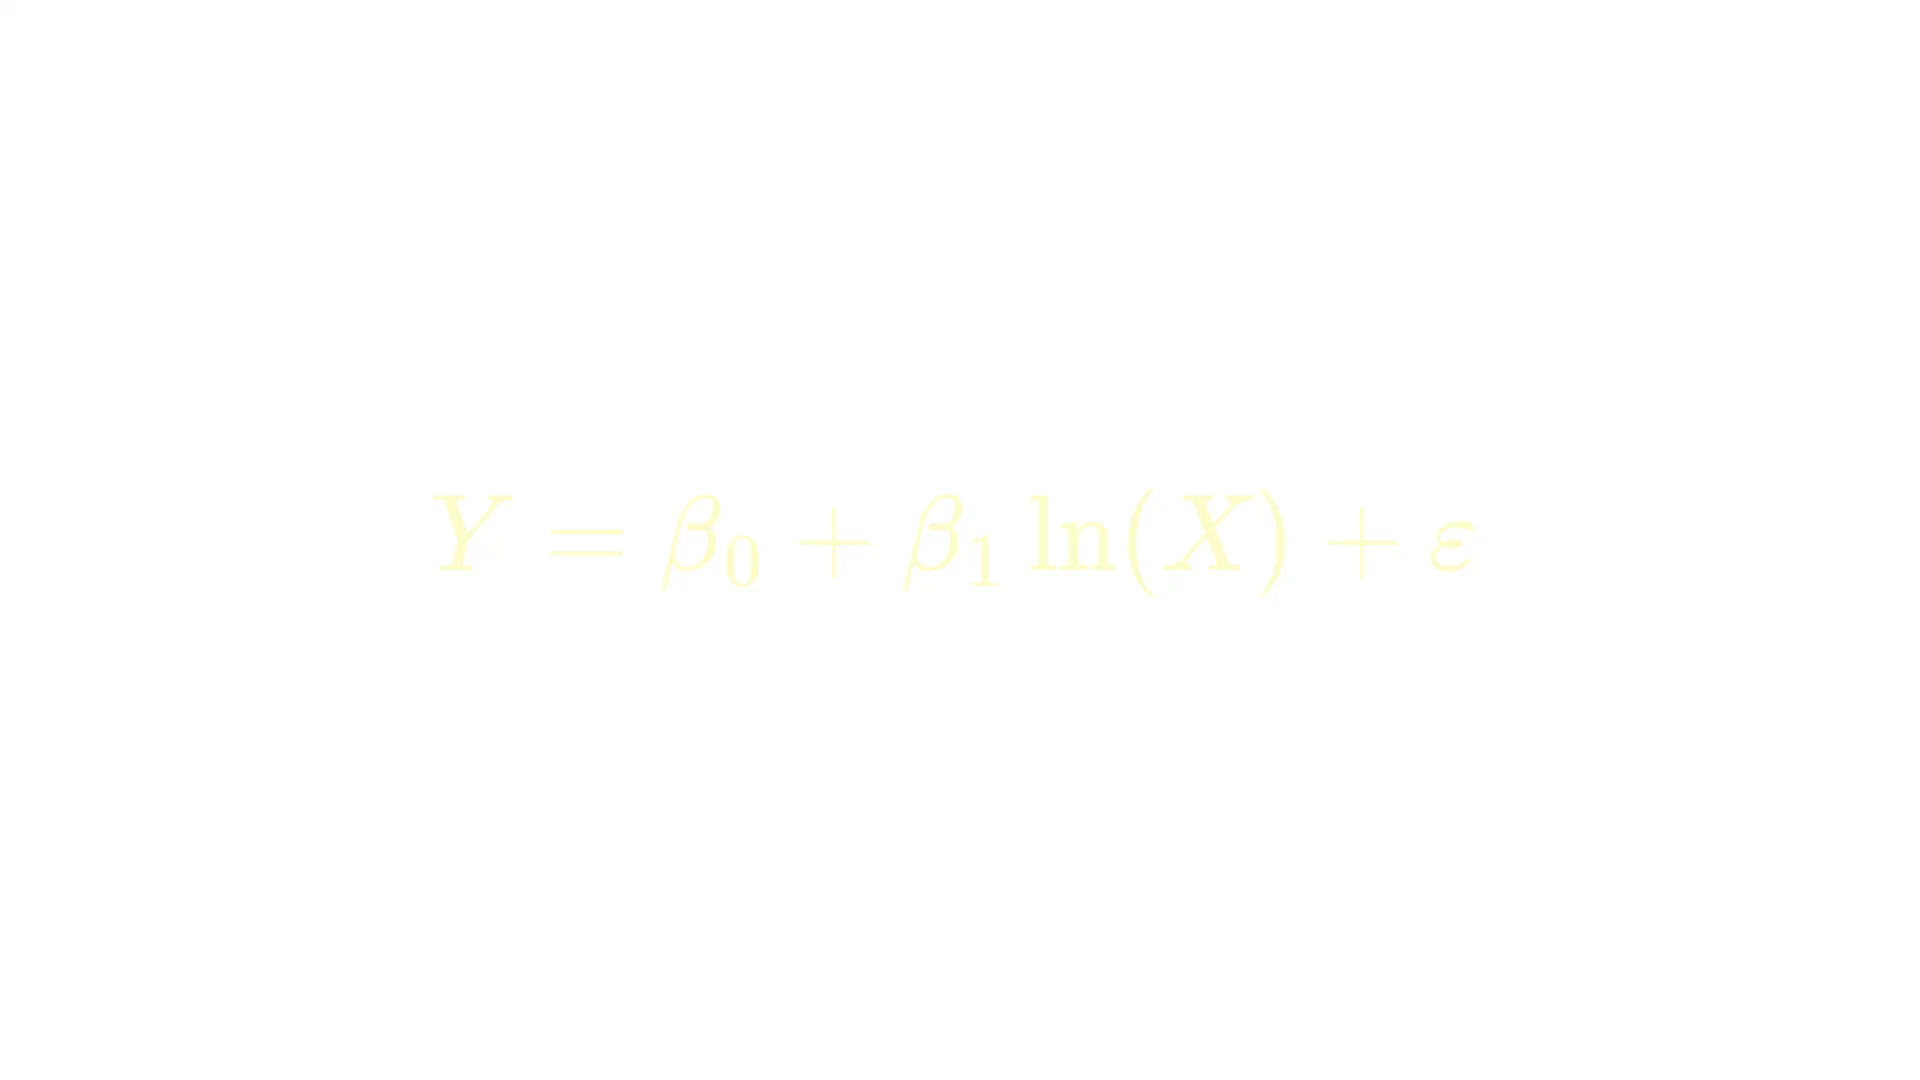 Y = β₀ + β₁ ln(X) + ε